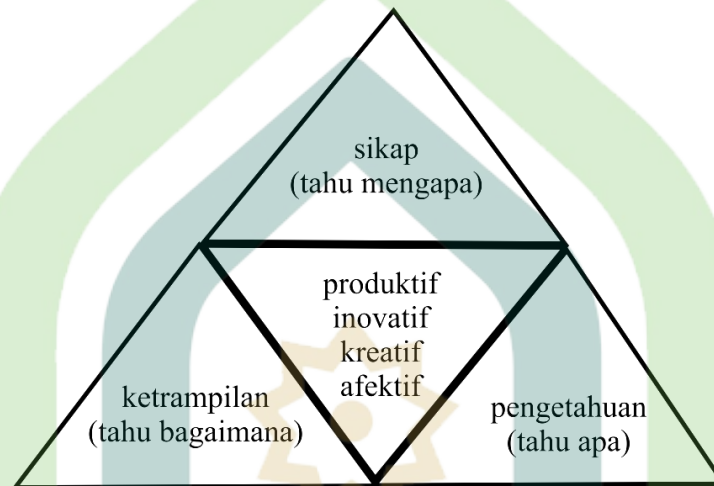 sikap
(tahu mengapa)
produktif
inovatif
kreatif
afektif
ketrampilan
(tahu bagaimana)
pengetahuan
(tahu apa)